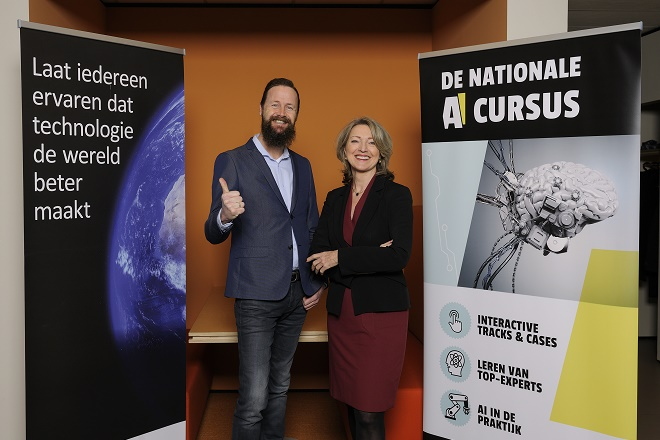 Laat iedereen
ervaren dat
technologie
de wereld
beter
maakt
DE NATIONALE
AI CURSUS
INTERACTIVE
TRACKS & CASES
LEREN VAN
TOP-EXPERTS
AI IN DE
PRAKTIJK